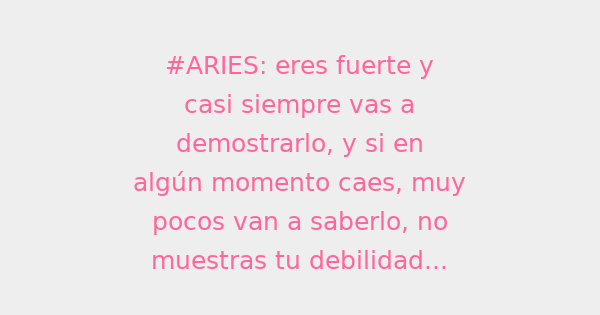 #ARIES: eres fuerte y
casi siempre vas a
demostrarlo, y si en
algún momento caes, muy
pocos van a saberlo, no
muestras tu debilidad...